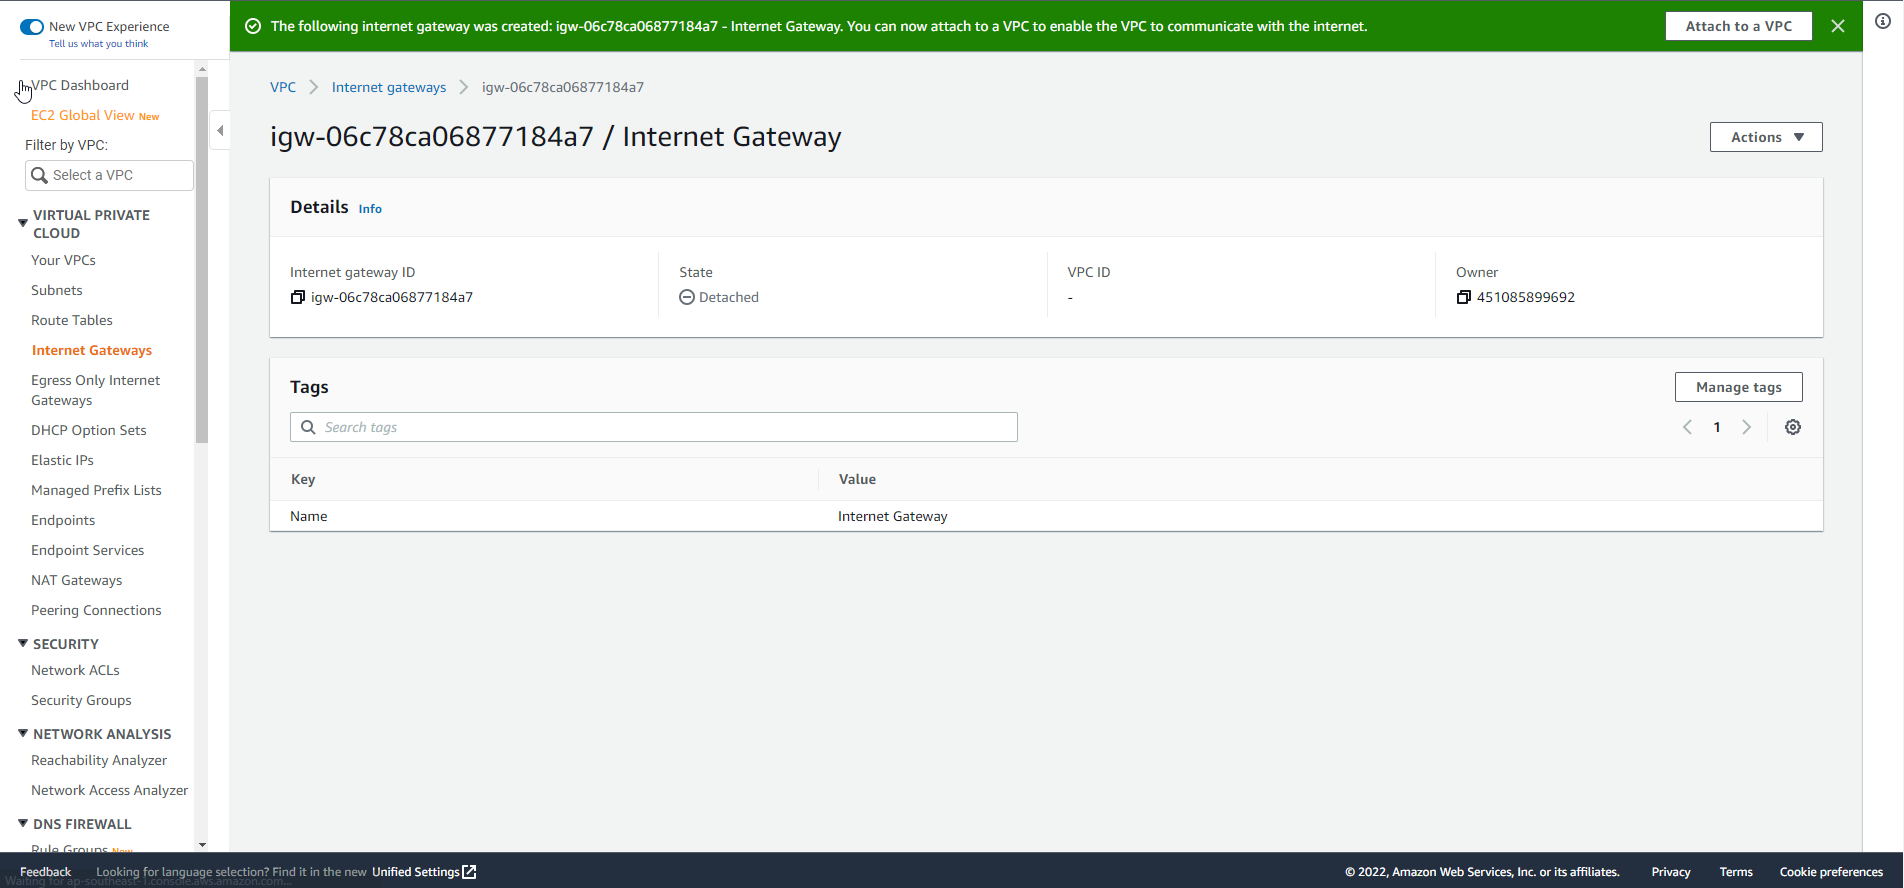 New VPC Experience
Tell us what you think
The following internet gateway was created: igw-06c78ca06877184a7 - Internet Gateway. You can now attach to a VPC to enable the VPC to communicate with the internet.
Attach to a VPC
VPC Dashboard
EC2 Global View New
Filter by VPC:
Select a VPC
VIRTUAL PRIVATE
CLOUD
Your VPCs
Subnets
Route Tables
Internet Gateways
Egress Only Internet
Gateways
DHCP Option Sets
Elastic IPs
Managed Prefix Lists
Endpoints
Endpoint Services
NAT Gateways
Peering Connections
SECURITY
Network ACLs
Security Groups
NETWORK ANALYSIS
Reachability Analyzer
Network Access Analyzer
DNS FIREWALL
Rule Groups New
VPC
Internet gateways
igw-06c78ca06877184a7
igw-06c78ca06877184a7 / Internet Gateway
Actions
Details Info
Internet gateway ID
igw-06c78ca06877184a7
State
Detached
VPC ID
-
Owner
451085899692
Tags
Manage tags
Search tags
1
Key
Value
Name
Internet Gateway
Feedback
Looking for language selection? Find it in the new Unified Settings
© 2022, Amazon Web Services, Inc. or its affiliates.
Privacy
Terms
Cookie preferences
Waiting for ap-southeast-1.console.aws.amazon.com...